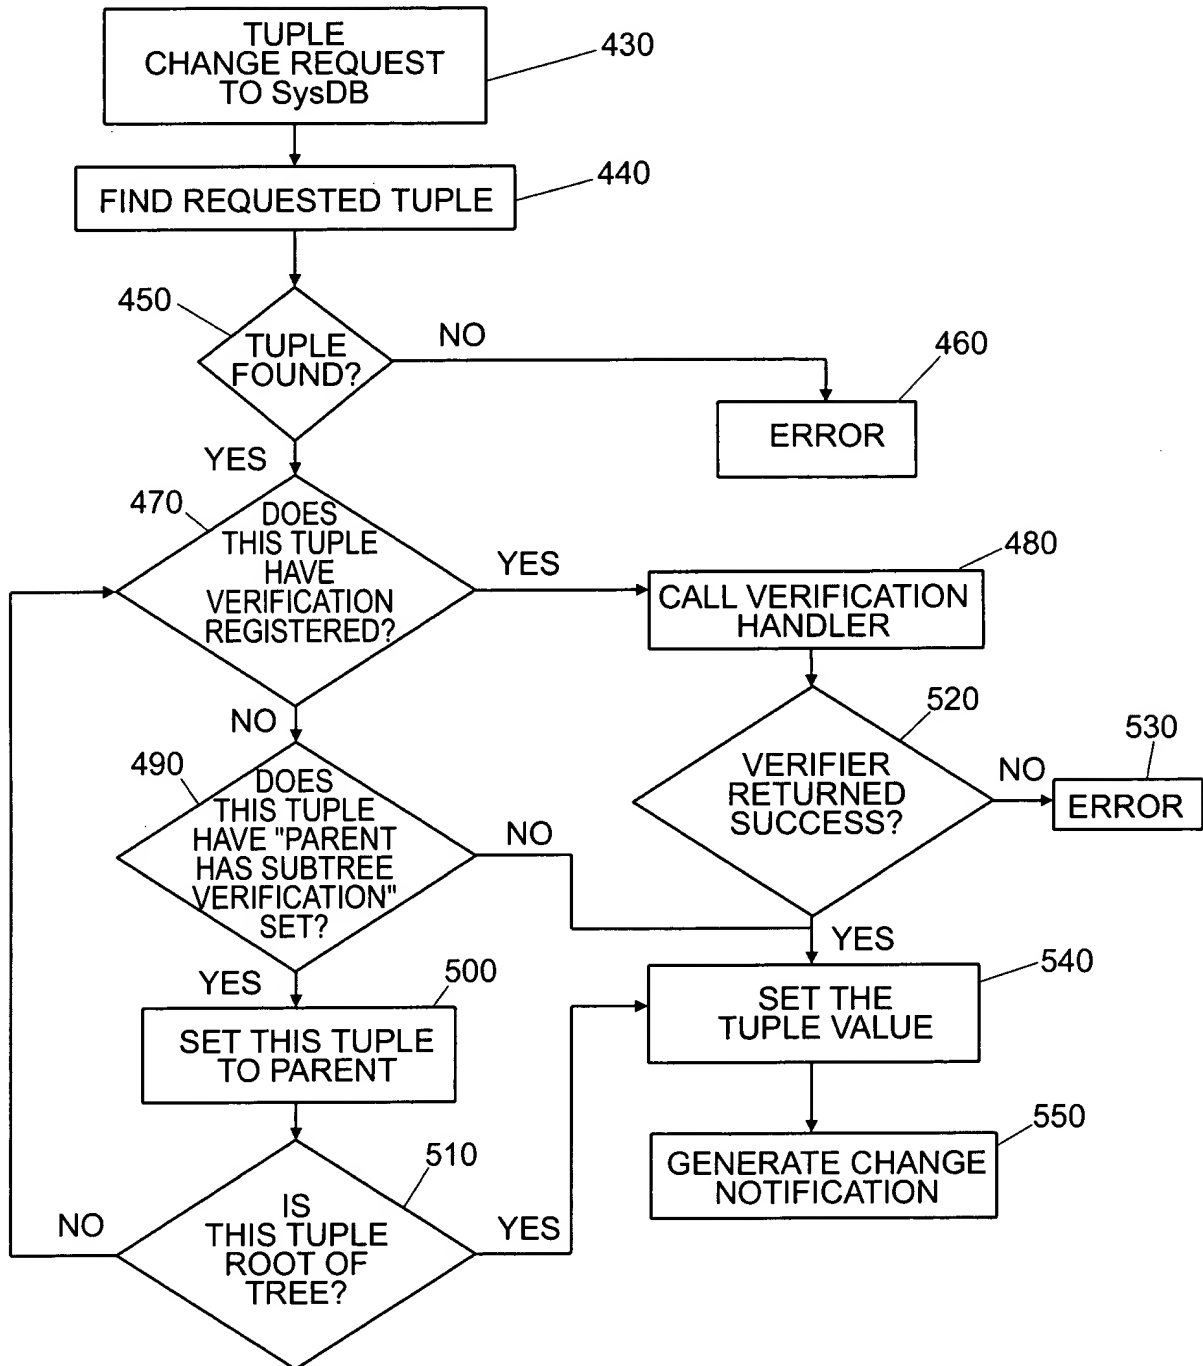 TUPLE
CHANGE REQUEST
TO SysDB
430
FIND REQUESTED TUPLE
440
450
TUPLE
FOUND?
NO
460
ERROR
YES
470
DOES
THIS TUPLE
HAVE
VERIFICATION
REGISTERED?
YES
480
CALL VERIFICATION
HANDLER
NO
520
VERIFIER
RETURNED
SUCCESS?
NO
530
ERROR
490
DOES
THIS TUPLE
HAVE "PARENT
HAS SUBTREE
VERIFICATION"
SET?
NO
YES
YES
500
SET THIS TUPLE
TO PARENT
540
SET THE
TUPLE VALUE
510
IS
THIS TUPLE
ROOT OF
TREE?
NO
YES
550
GENERATE CHANGE
NOTIFICATION